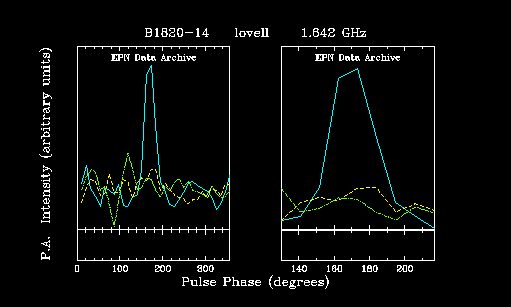 B1820-14 lovell 1.642 GHz
EPN Data Archive EPN Data Archive
P.A. Intensity (arbitrary units)
0 100 200 300 140 160 180 200
Pulse Phase (degrees)